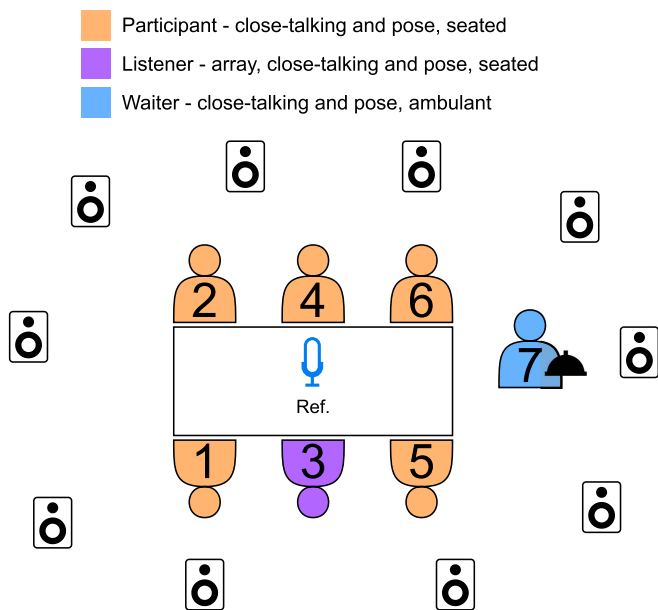 Participant - close-talking and pose, seated
Listener - array, close-talking and pose, seated
Waiter - close-talking and pose, ambulant
2 4 6
7
Ref.
1 3 5